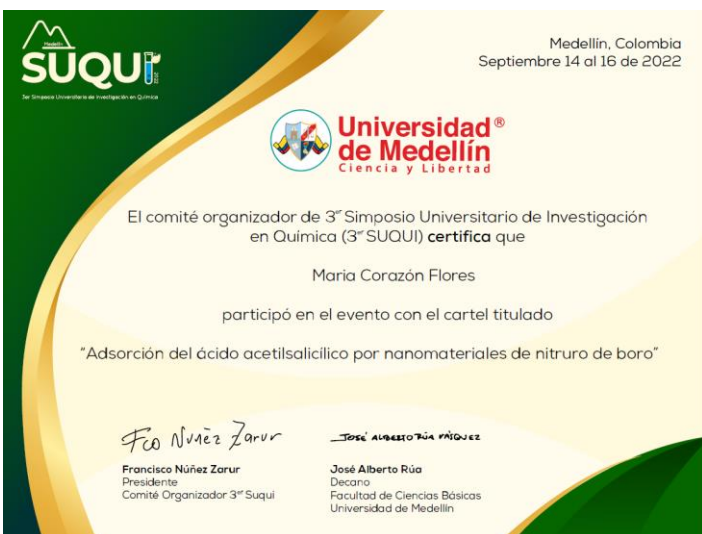 Medellín
SUQUI
2022
3er Simposio Universitario de Investigación en Química
Medellín, Colombia
Septiembre 14 al 16 de 2022
Universidad®
de Medellín
Ciencia y Libertad
El comité organizador de 3er Simposio Universitario de Investigación
en Química (3er SUQUI) certifica que
Maria Corazón Flores
participó en el evento con el cartel titulado
“Adsorción del ácido acetilsalicílico por nanomateriales de nitruro de boro”
Fco Núñez Zarur
JOSÉ ALBERTO RÚA VÁSQUEZ
Francisco Núñez Zarur
Presidente
Comité Organizador 3er Suqui
José Alberto Rúa
Decano
Facultad de Ciencias Básicas
Universidad de Medellín